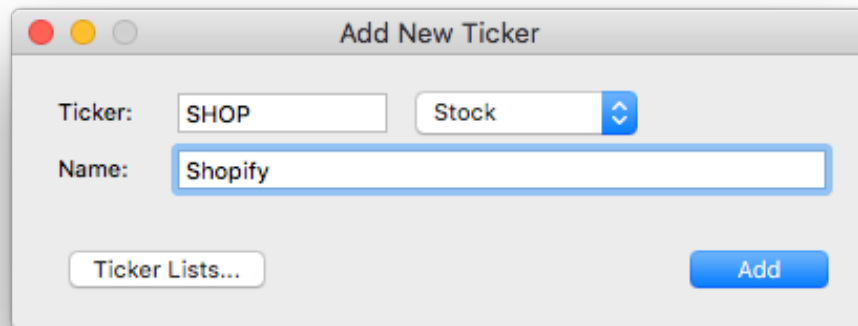 Add New Ticker
Ticker: SHOP Stock
Name: Shopify
Ticker Lists... Add